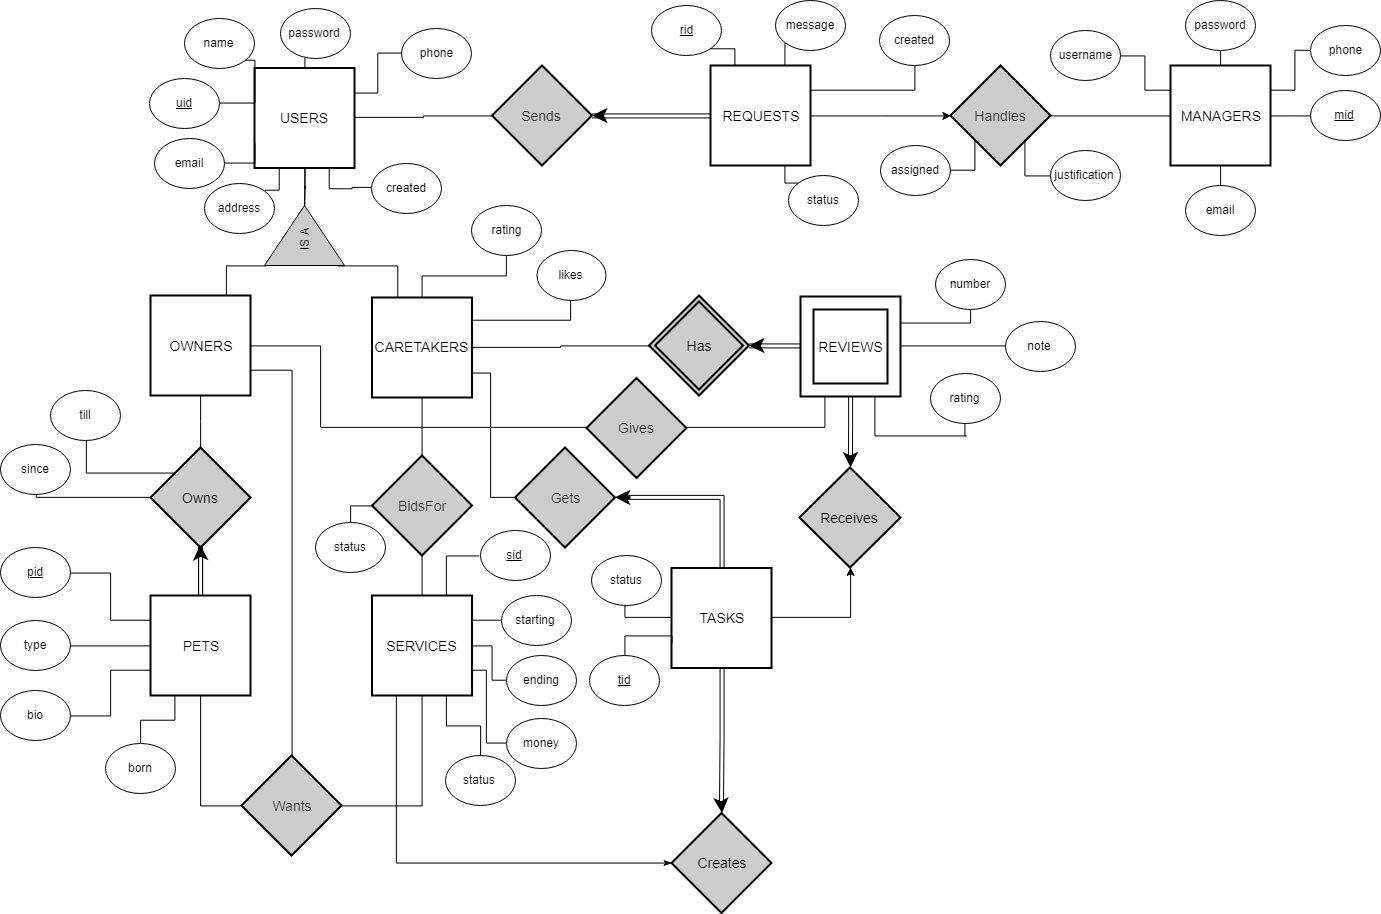 name
password
phone
uid
USERS
email
address
created
IS A
Sends
rid
message
created
REQUESTS
status
Handles
assigned
justification
username
password
phone
MANAGERS
mid
email
rating
likes
OWNERS
CARETAKERS
Has
REVIEWS
number
note
rating
till
since
Owns
Gives
BidsFor
status
Gets
Receives
pid
type
bio
born
PETS
sid
starting
ending
money
status
SERVICES
status
tid
TASKS
Wants
Creates